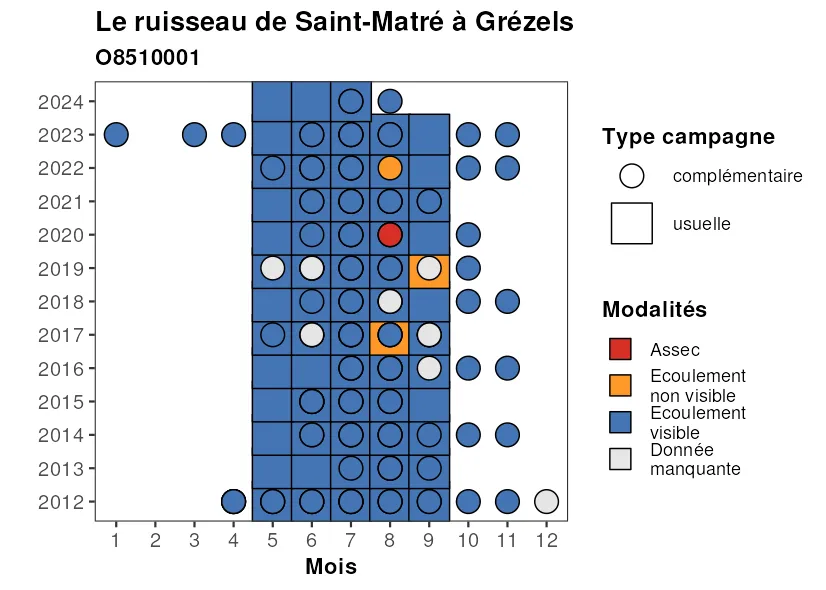 Le ruisseau de Saint-Matré à Grézels
O8510001
2024
2023
2022
2021
2020
2019
2018
2017
2016
2015
2014
2013
2012
1 2 3 4 5 6 7 8 9 10 11 12
Mois
Type campagne
complémentaire
usuelle
Modalités
Assec
Ecoulement
non visible
Ecoulement
visible
Donnée
manquante